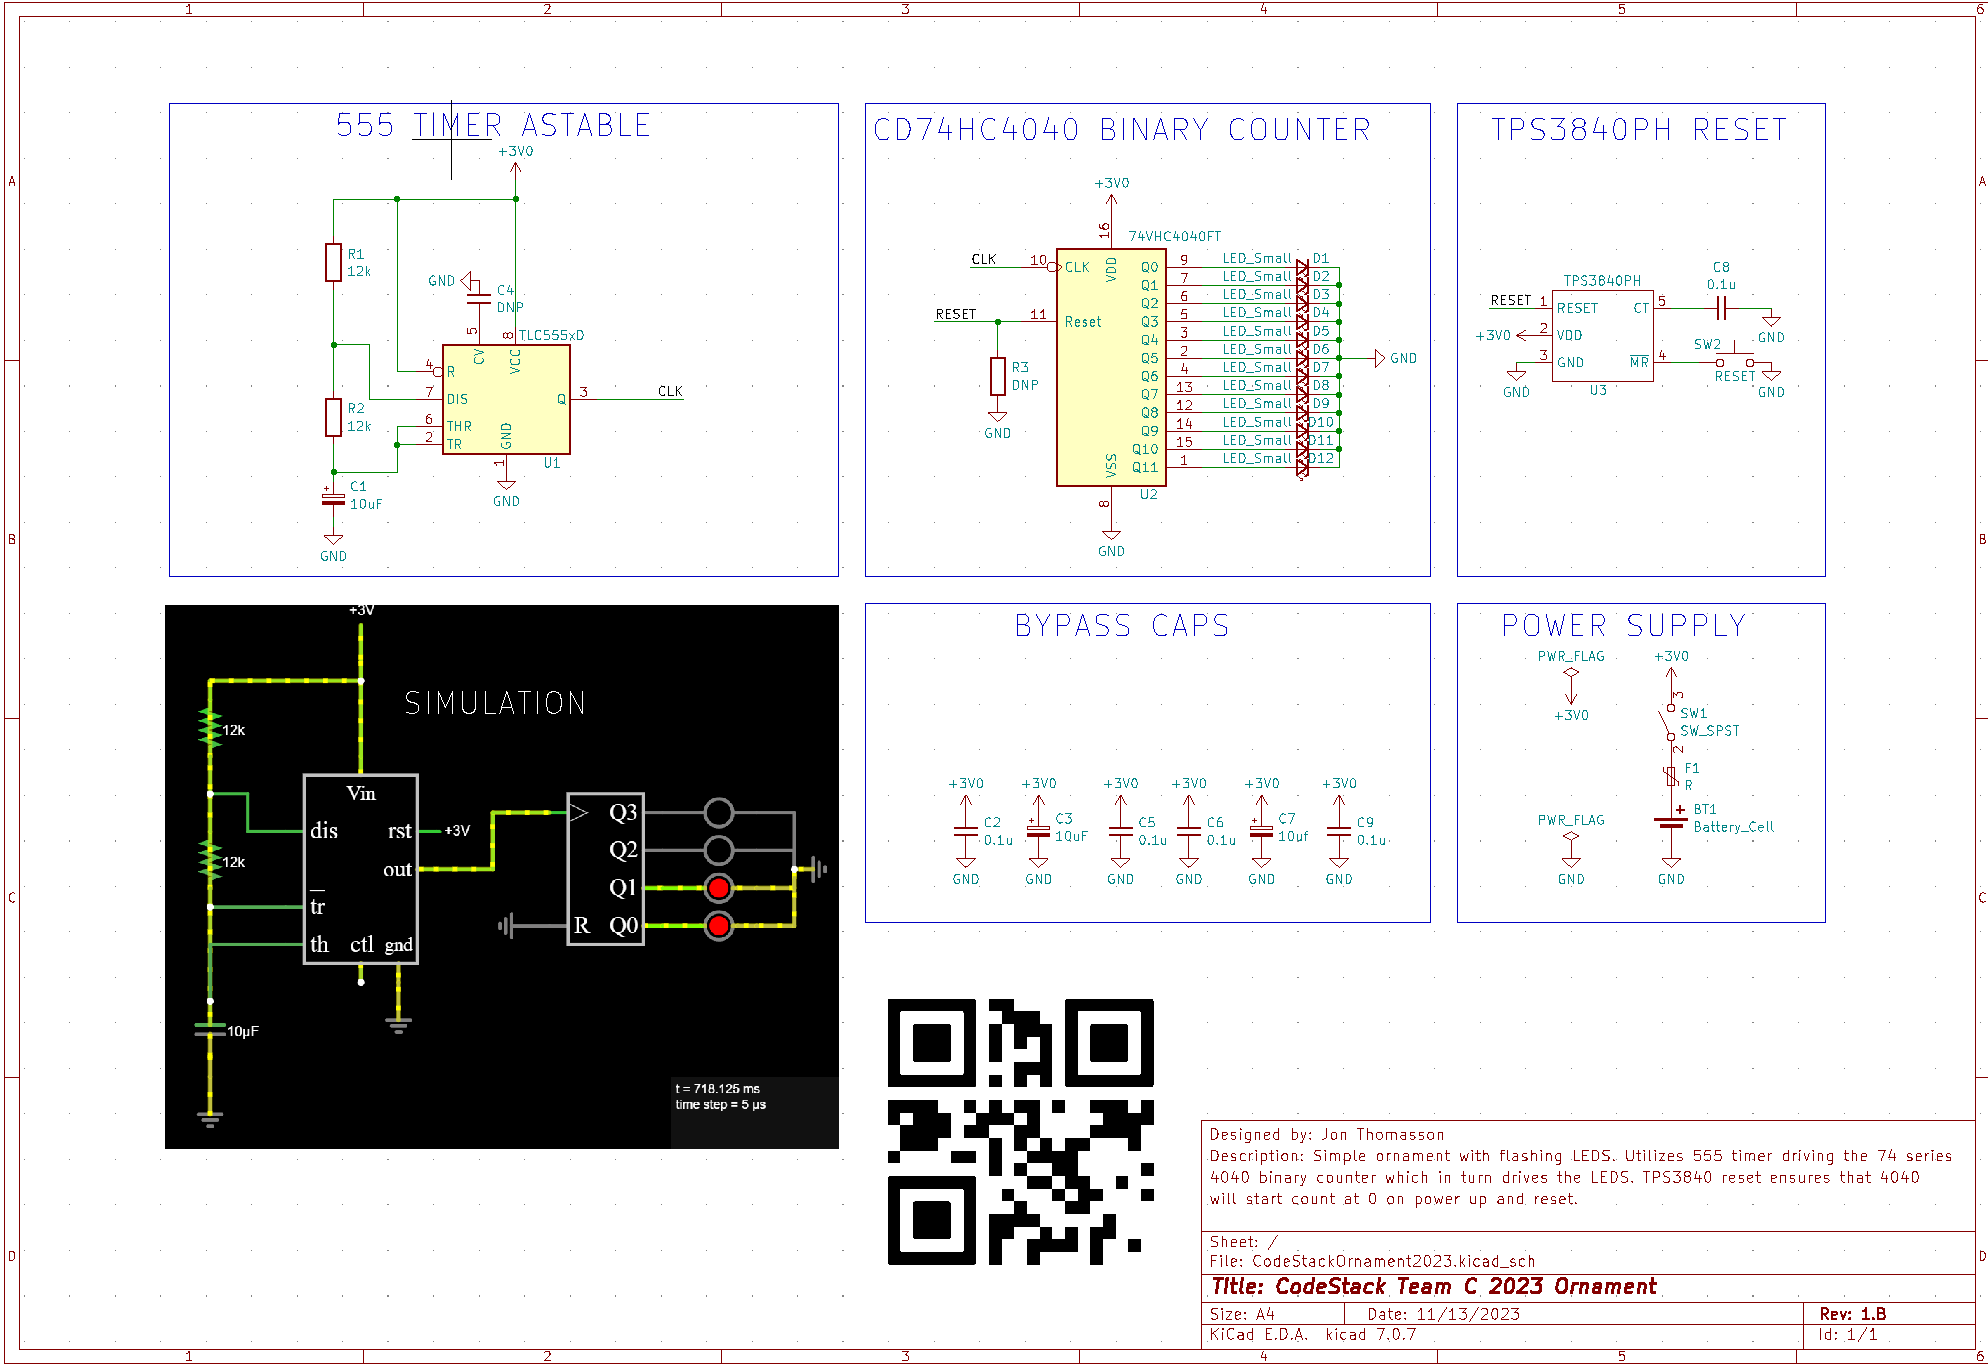 1 2 3 4 5 6
A
B
C
D
A
B
C
D
1 2 3 4 5 6
555 TIMER ASTABLE
+3V0
R1
12k
GND
C4
DNP
5
CV
8
VCC
TLC555xD
4
R
7
DIS
6
THR
2
TR
Q
3
CLK
GND
1
U1
GND
R2
12k
C1
10uF
GND
CD74HC4040 BINARY COUNTER
+3V0
16
VDD
74VHC4040FT
CLK
10
CLK
RESET
11
Reset
R3
DNP
GND
Q0 9 LED_Small D1
Q1 7 LED_Small D2
Q2 6 LED_Small D3
Q3 5 LED_Small D4
Q4 3 LED_Small D5
Q5 2 LED_Small D6
Q6 4 LED_Small D7
Q7 13 LED_Small D8
Q8 12 LED_Small D9
Q9 14 LED_Small D10
Q10 15 LED_Small D11
Q11 1 LED_Small D12
GND
VSS
8
U2
GND
TPS3840PH RESET
TPS3840PH
RESET 1 RESET
+3V0 2 VDD
3 GND
GND
CT 5
C8
0.1u
GND
MR 4
SW2
RESET
GND
U3
SIMULATION
+3V
12k
12k
10µF
Vin
dis
rst
+3V
out
tr
th
ctl
gnd
Q3
Q2
Q1
R
Q0
t = 718.125 ms
time step = 5 µs
BYPASS CAPS
+3V0 +3V0 +3V0 +3V0 +3V0 +3V0
C2 C3 C5 C6 C7 C9
0.1u 10uF 0.1u 0.1u 10uf 0.1u
GND GND GND GND GND GND
POWER SUPPLY
PWR_FLAG
+3V0
PWR_FLAG
GND
+3V0
3
SW1
SW_SPST
2
F1
R
BT1
Battery_Cell
GND
Designed by: Jon Thomasson
Description: Simple ornament with flashing LEDS. Utilizes 555 timer driving the 74 series
4040 binary counter which in turn drives the LEDS. TPS3840 reset ensures that 4040
will start count at 0 on power up and reset.
Sheet: /
File: CodeStackOrnament2023.kicad_sch
Title: CodeStack Team C 2023 Ornament
Size: A4 Date: 11/13/2023 Rev: 1.B
KiCad E.D.A. kicad 7.0.7 Id: 1/1